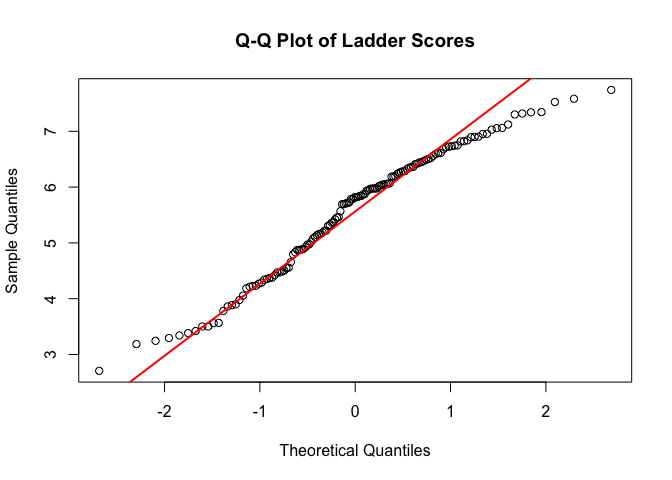 Q-Q Plot of Ladder Scores
Sample Quantiles
7
6
5
4
3
-2 -1 0 1 2
Theoretical Quantiles